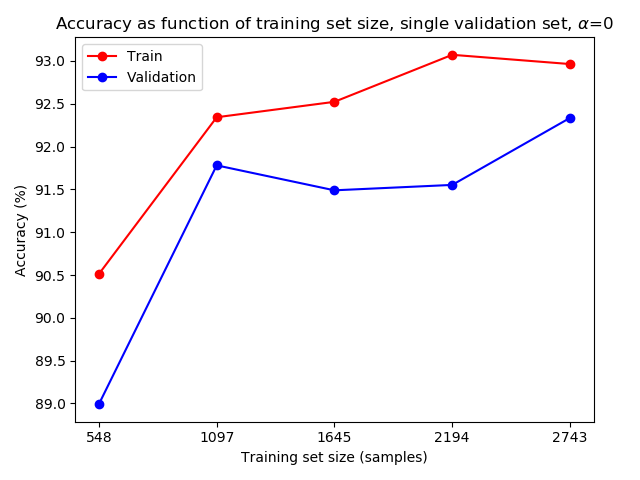 Accuracy as function of training set size, single validation set, α=0
Train
Validation
93.0
92.5
92.0
91.5
91.0
90.5
90.0
89.5
89.0
Accuracy (%)
548 1097 1645 2194 2743
Training set size (samples)